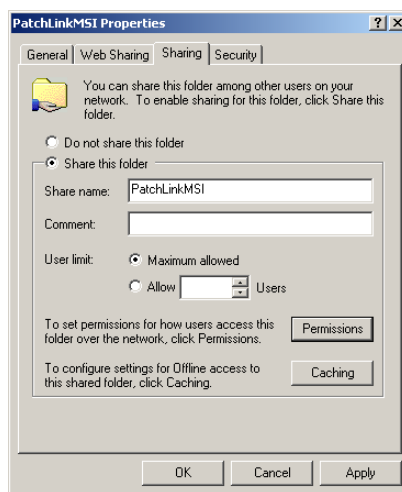 PatchLinkMSI Properties
General Web Sharing Sharing Security
You can share this folder among other users on your
network. To enable sharing for this folder, click Share this
folder.
Do not share this folder
Share this folder
Share name: PatchLinkMSI
Comment:
User limit: Maximum allowed
Allow Users
To set permissions for how users access this
folder over the network, click Permissions.
Permissions
To configure settings for Offline access to
this shared folder, click Caching.
Caching
OK Cancel Apply